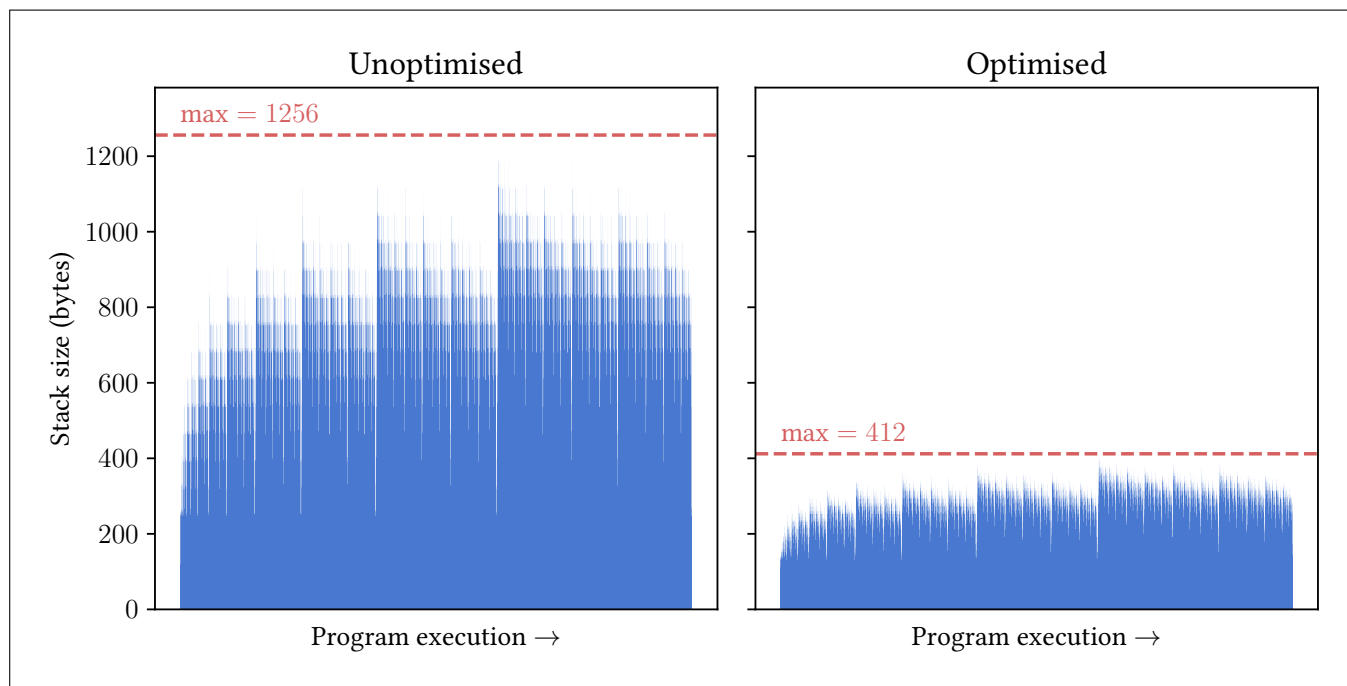 Unoptimised
Optimised
max = 1256
max = 412
Stack size (bytes)
1200
1000
800
600
400
200
0
Program execution →
Program execution →